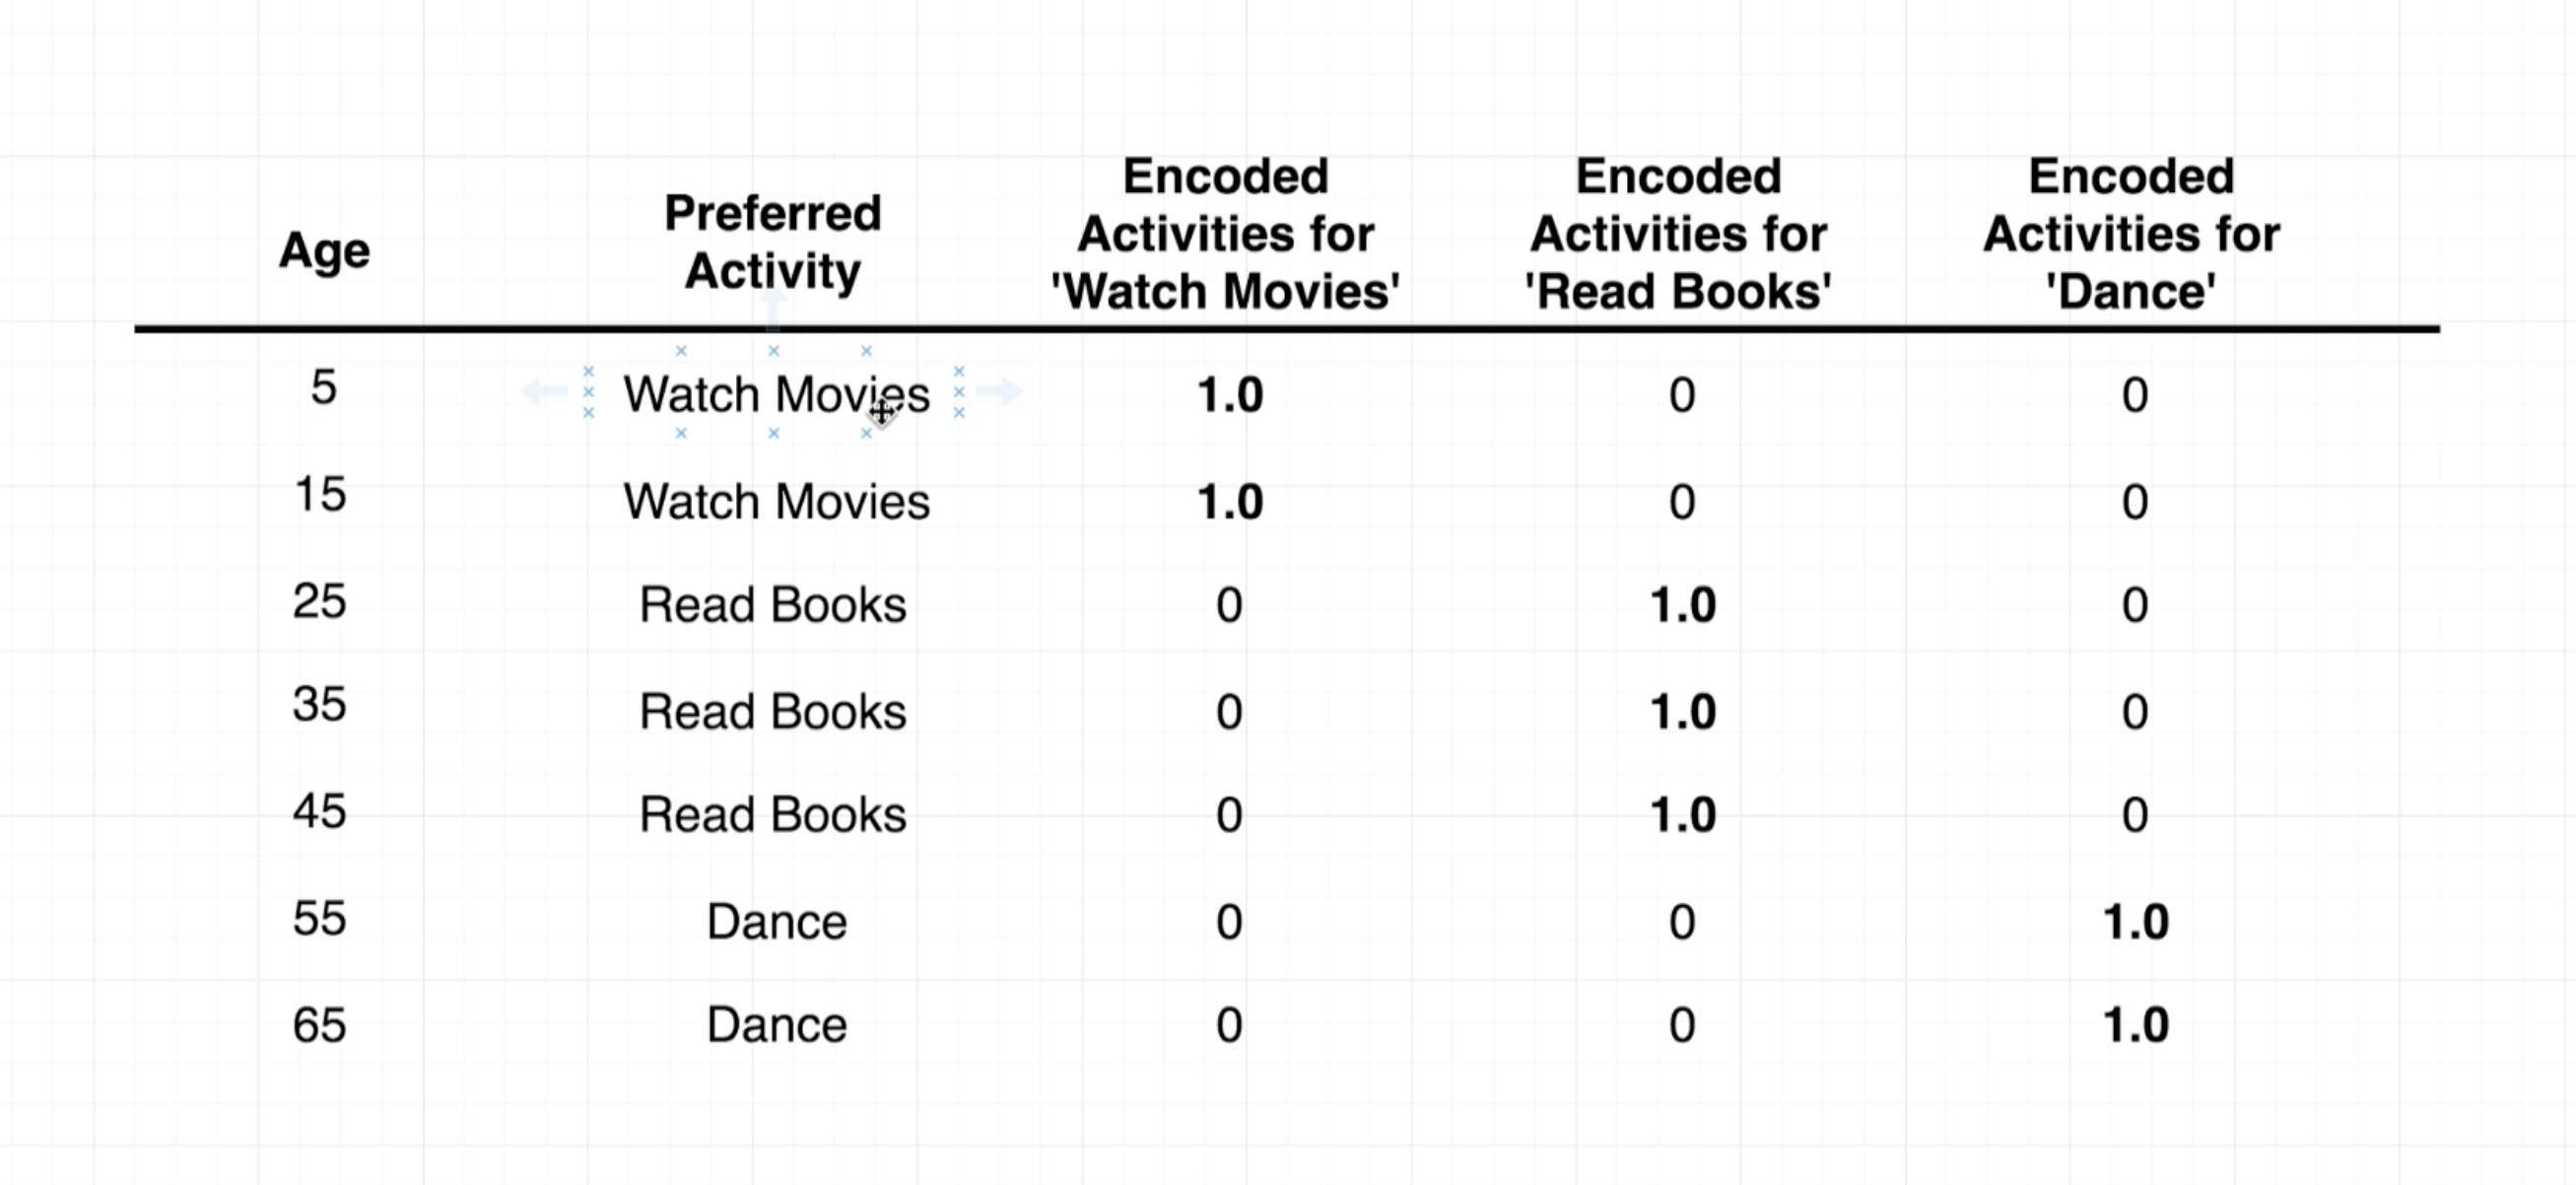 Age Preferred Activity Encoded Activities for 'Watch Movies' Encoded Activities for 'Read Books' Encoded Activities for 'Dance'
5 Watch Movies 1.0 0 0
15 Watch Movies 1.0 0 0
25 Read Books 0 1.0 0
35 Read Books 0 1.0 0
45 Read Books 0 1.0 0
55 Dance 0 0 1.0
65 Dance 0 0 1.0